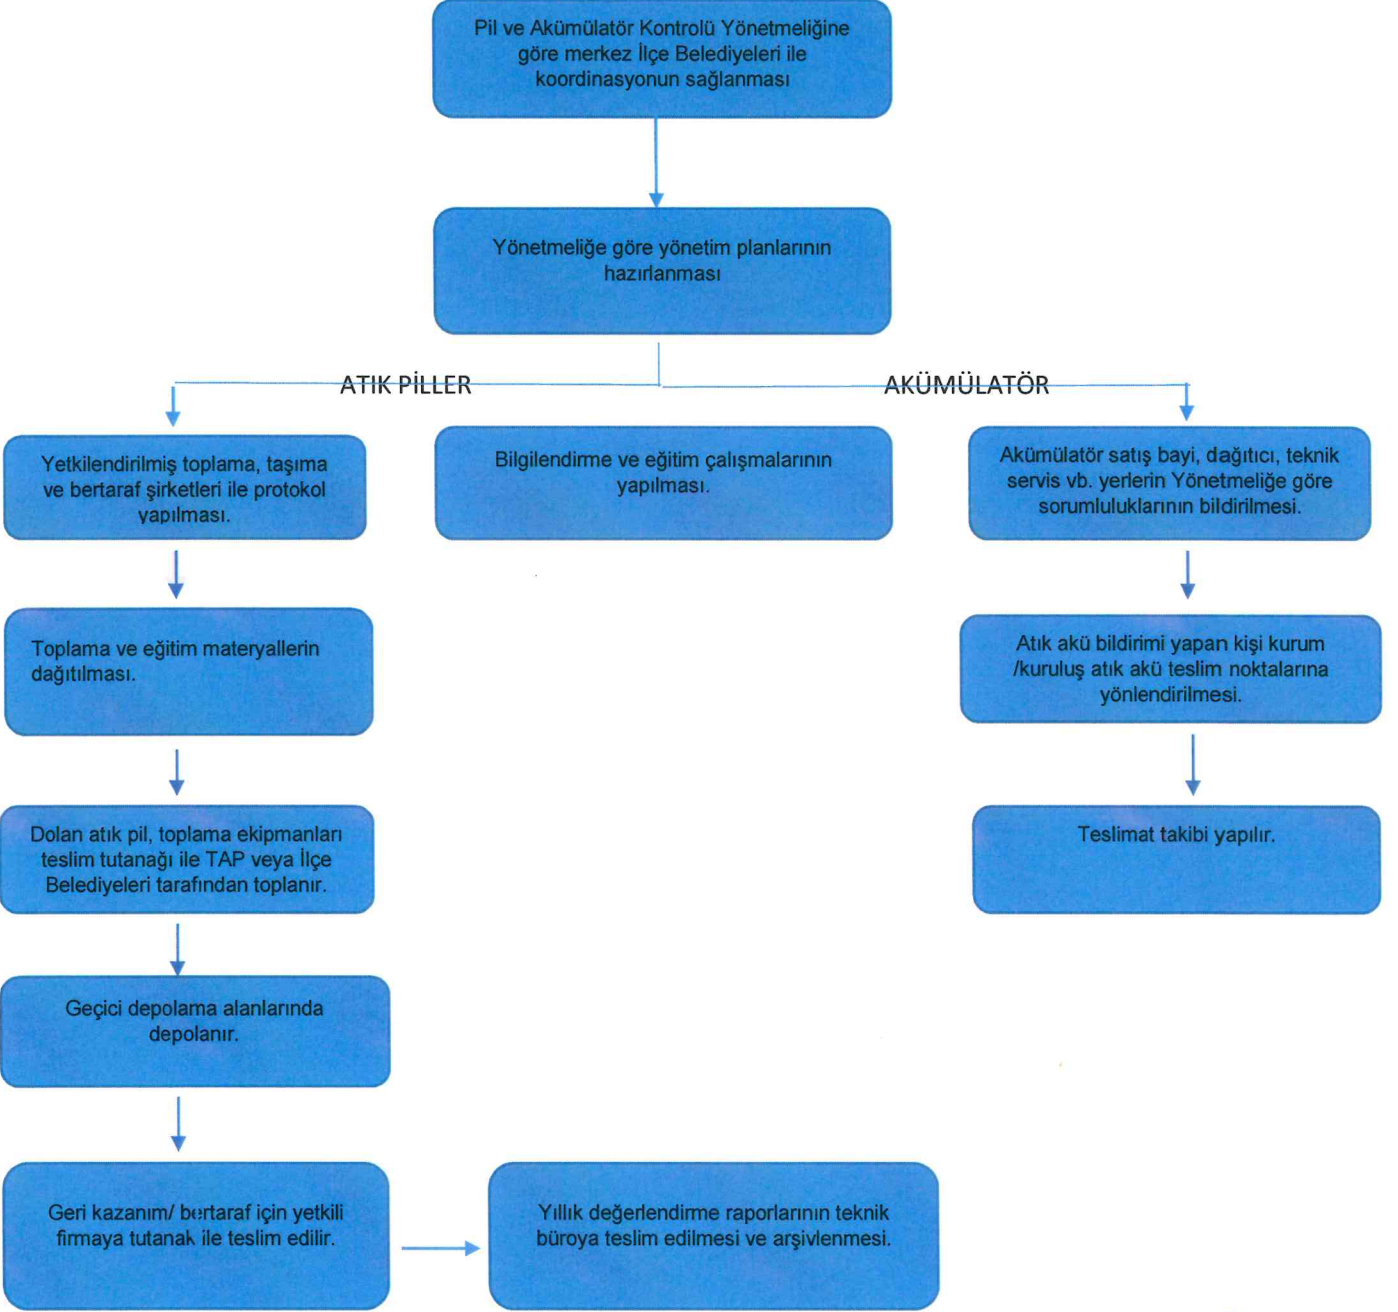 Pil ve Akümülatör Kontrolü Yönetmeliğine
göre merkez İlçe Belediyeleri ile
koordinasyonun sağlanması
Yönetmeliğe göre yönetim planlarının
hazırlanması
ATIK PİLLER
AKÜMÜLATÖR
Yetkilendirilmiş toplama, taşıma
ve bertaraf şirketleri ile protokol
yapılması.
Bilgilendirme ve eğitim çalışmalarının
yapılması.
Akümülatör satış bayi, dağıtıcı, teknik
servis vb. yerlerin Yönetmeliğe göre
sorumluluklarının bildirilmesi.
Toplama ve eğitim materyallerin
dağıtılması.
Atık akü bildirimi yapan kişi kurum
/kuruluş atık akü teslim noktalarına
yönlendirilmesi.
Dolan atık pil, toplama ekipmanları
teslim tutanağı ile TAP veya İlçe
Belediyeleri tarafından toplanır.
Teslimat takibi yapılır.
Geçici depolama alanlarında
depolanır.
Geri kazanım/ bertaraf için yetkili
firmaya tutanak ile teslim edilir.
Yıllık değerlendirme raporlarının teknik
büroya teslim edilmesi ve arşivlenmesi.